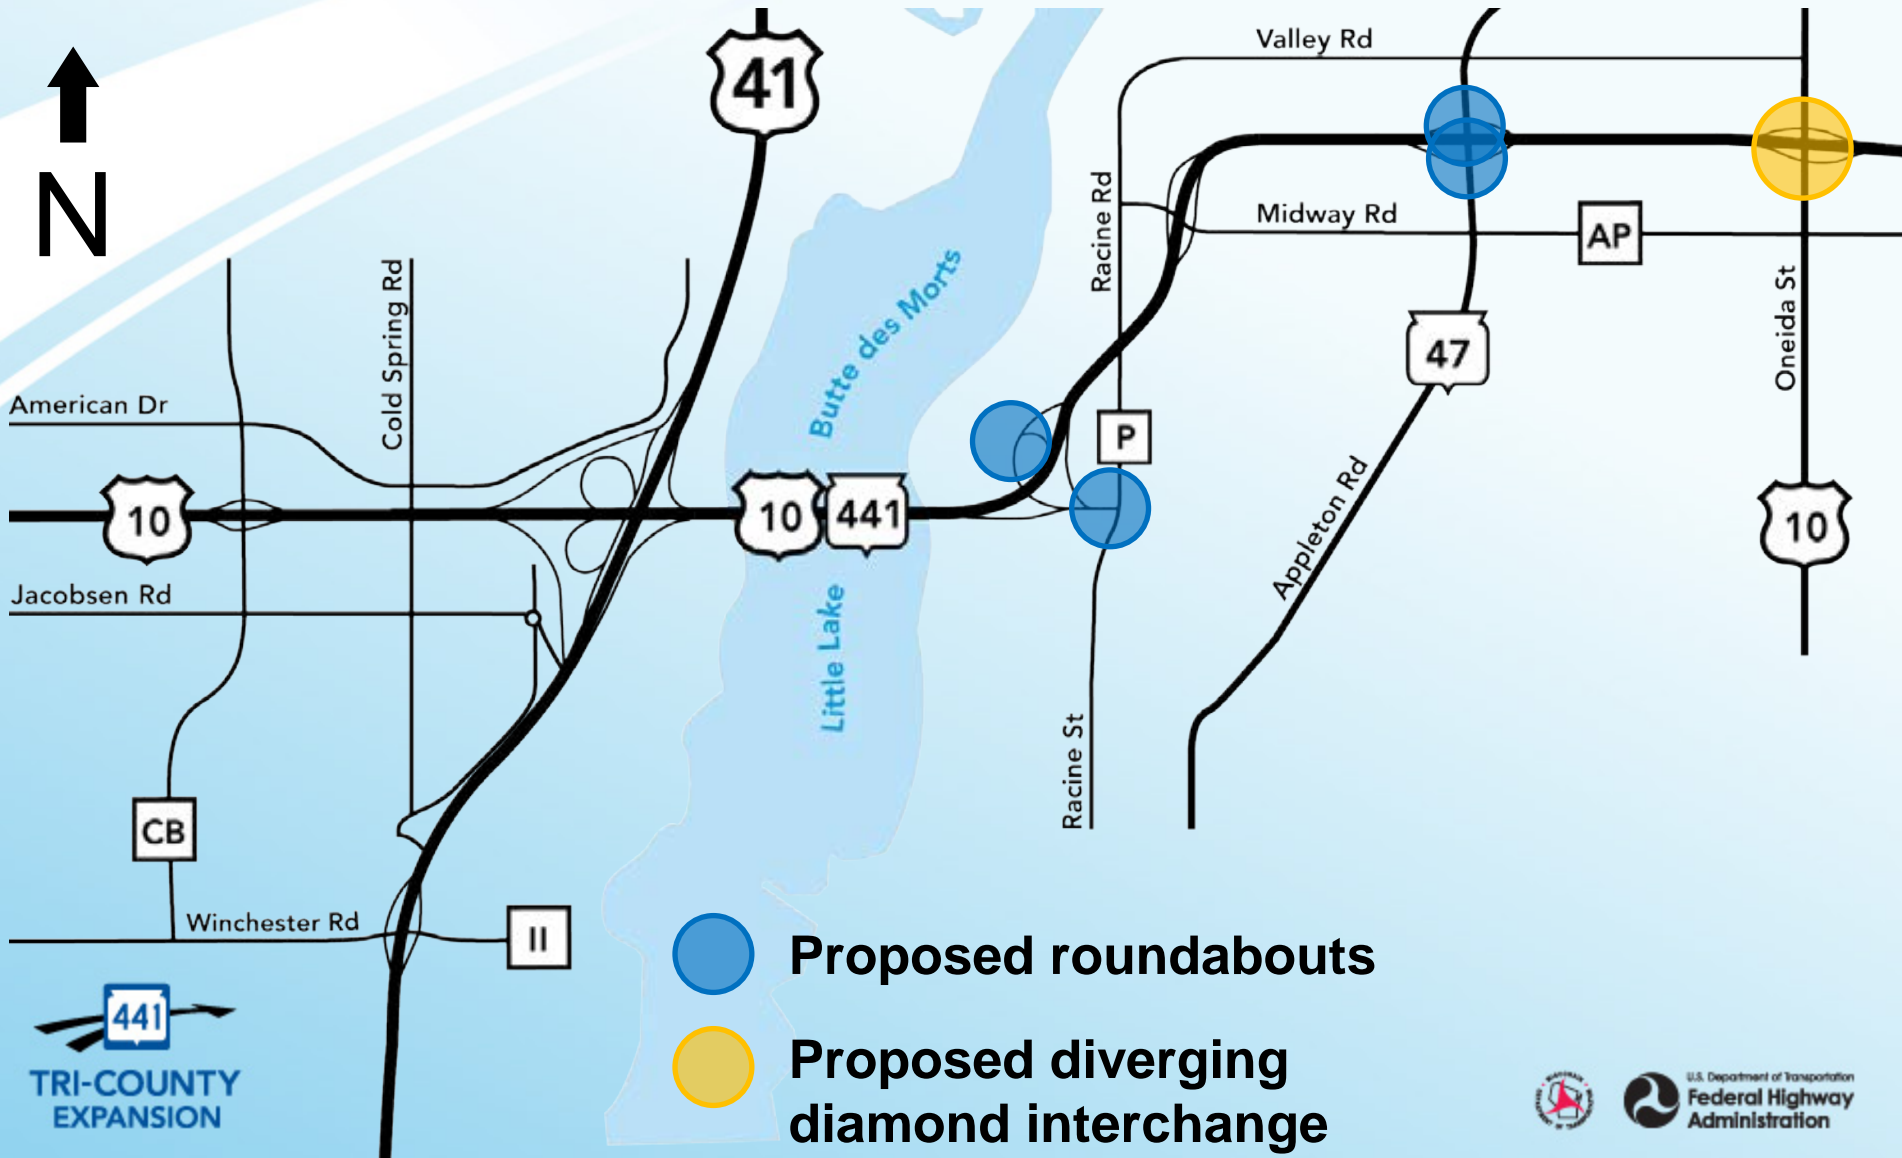 N
41
Valley Rd
Racine Rd
Midway Rd
AP
Oneida St
47
Cold Spring Rd
American Dr
Butte des Morts
P
10
10
441
10
Appleton Rd
Jacobsen Rd
Little Lake
Racine St
CB
Winchester Rd
II
Proposed roundabouts
Proposed diverging
diamond interchange
441
TRI-COUNTY
EXPANSION
U.S. Department of Transportation
Federal Highway
Administration